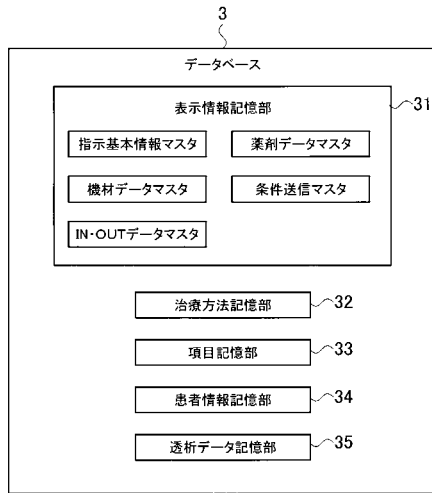 3
データベース
表示情報記憶部
31
指示基本情報マスタ
薬剤データマスタ
機材データマスタ
条件送信マスタ
IN・OUTデータマスタ
治療方法記憶部
32
項目記憶部
33
患者情報記憶部
34
透析データ記憶部
35